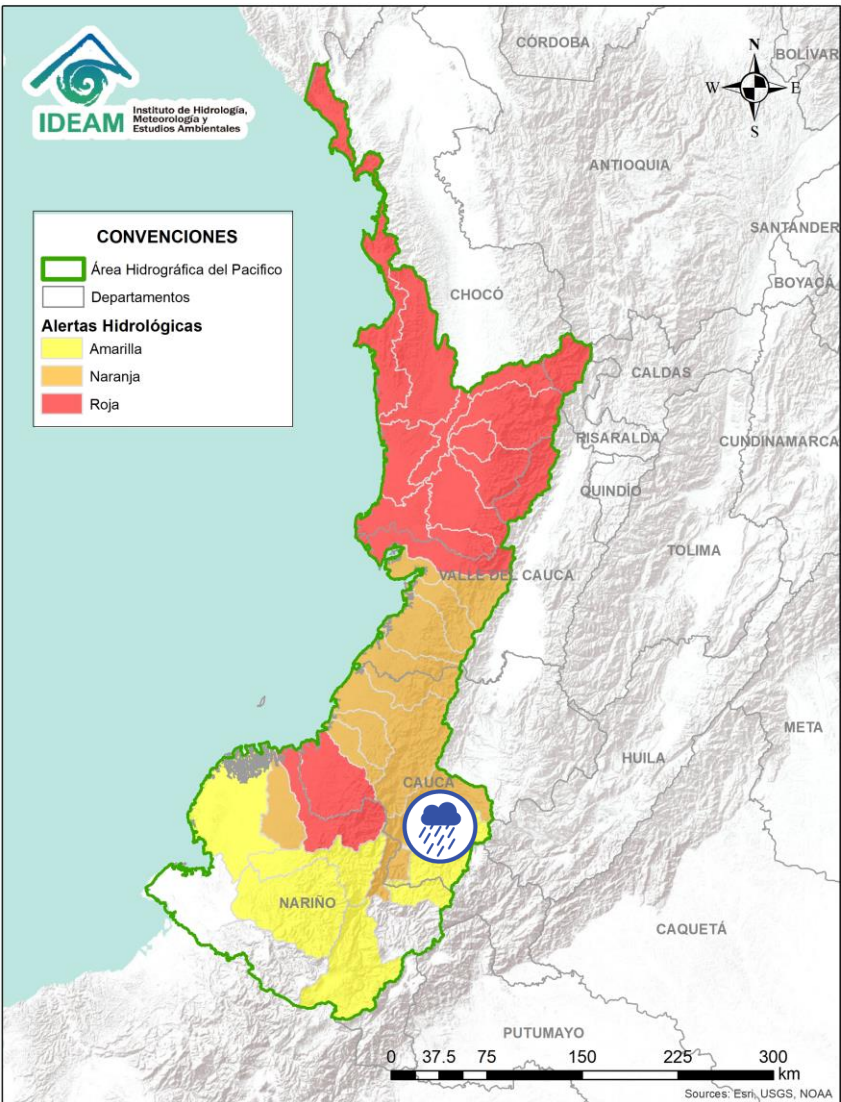 IDEAM
Instituto de Hidrología,
Meteorología y
Estudios Ambientales
CÓRDOBA
BOLÍVAR
N
W
E
S
ANTIOQUIA
SANTANDER
BOYACÁ
CONVENCIONES
Área Hidrográfica del Pacifico
Departamentos
Alertas Hidrológicas
Amarilla
Naranja
Roja
CHOCÓ
CALDAS
RISARALDA
CUNDINAMARCA
QUINDÍO
TOLIMA
VALLE DEL CAUCA
META
HUILA
CAUCA
NARIÑO
CAQUETÁ
PUTUMAYO
0 37.5 75 150 225 300
km
Sources: Esri, USGS, NOAA